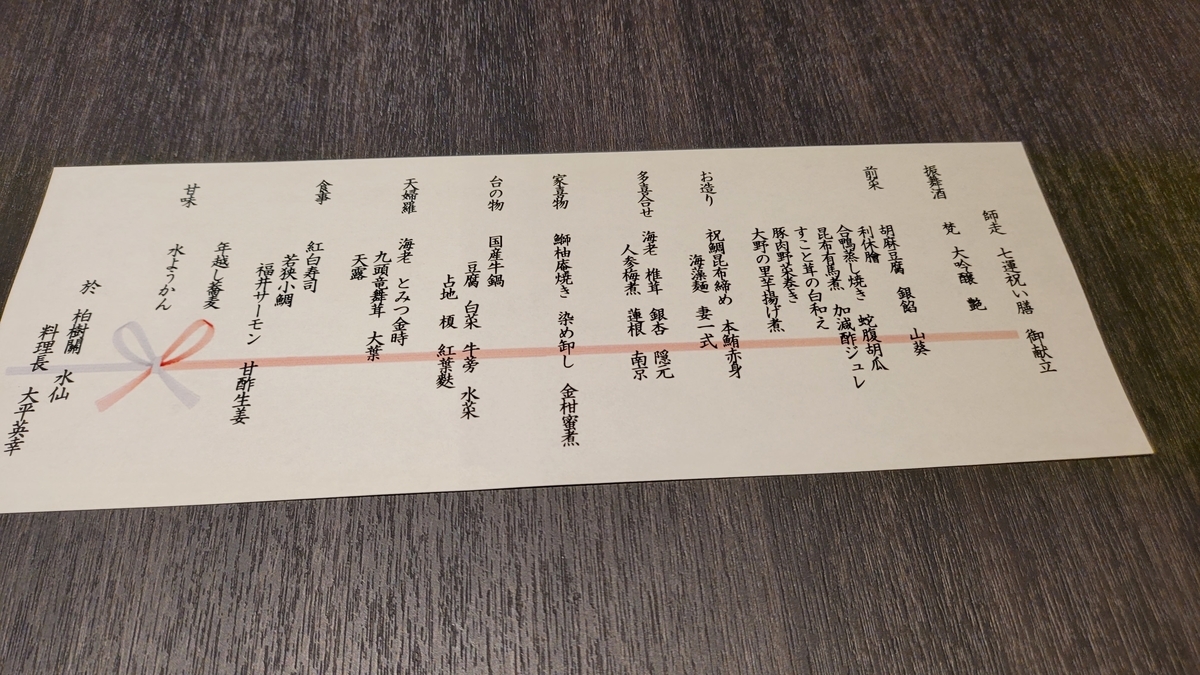 師走　七運祝い膳　御献立
振舞酒
梵　大吟醸　艶
前菜
胡麻豆腐　銀餡　山葵
利休膾　蛇腹胡瓜
合鴨蒸し焼き　加減酢ジュレ
昆布有馬煮
すこと茸の白和え
豚肉野菜巻き
大野の里芋揚げ煮
お造り
祝鯛昆布締め　本鮪赤身
海藻麺　妻一式
多喜合せ
海老　椎茸　銀杏　隠元
人参梅煮　蓮根　南京
家喜物
鰤柚庵焼き　染め卸し　金柑蜜煮
台の物
国産牛鍋
豆腐　白菜　牛蒡　水菜
占地　榎　紅葉麩
天婦羅
海老　とみつ金時
九頭竜舞茸　大葉
天露
食事
紅白寿司
若狭小鯛
福井サーモン　甘酢生姜
年越し蕎麦
甘味
水ようかん
於　柏樹關　水仙
料理長　大平英幸